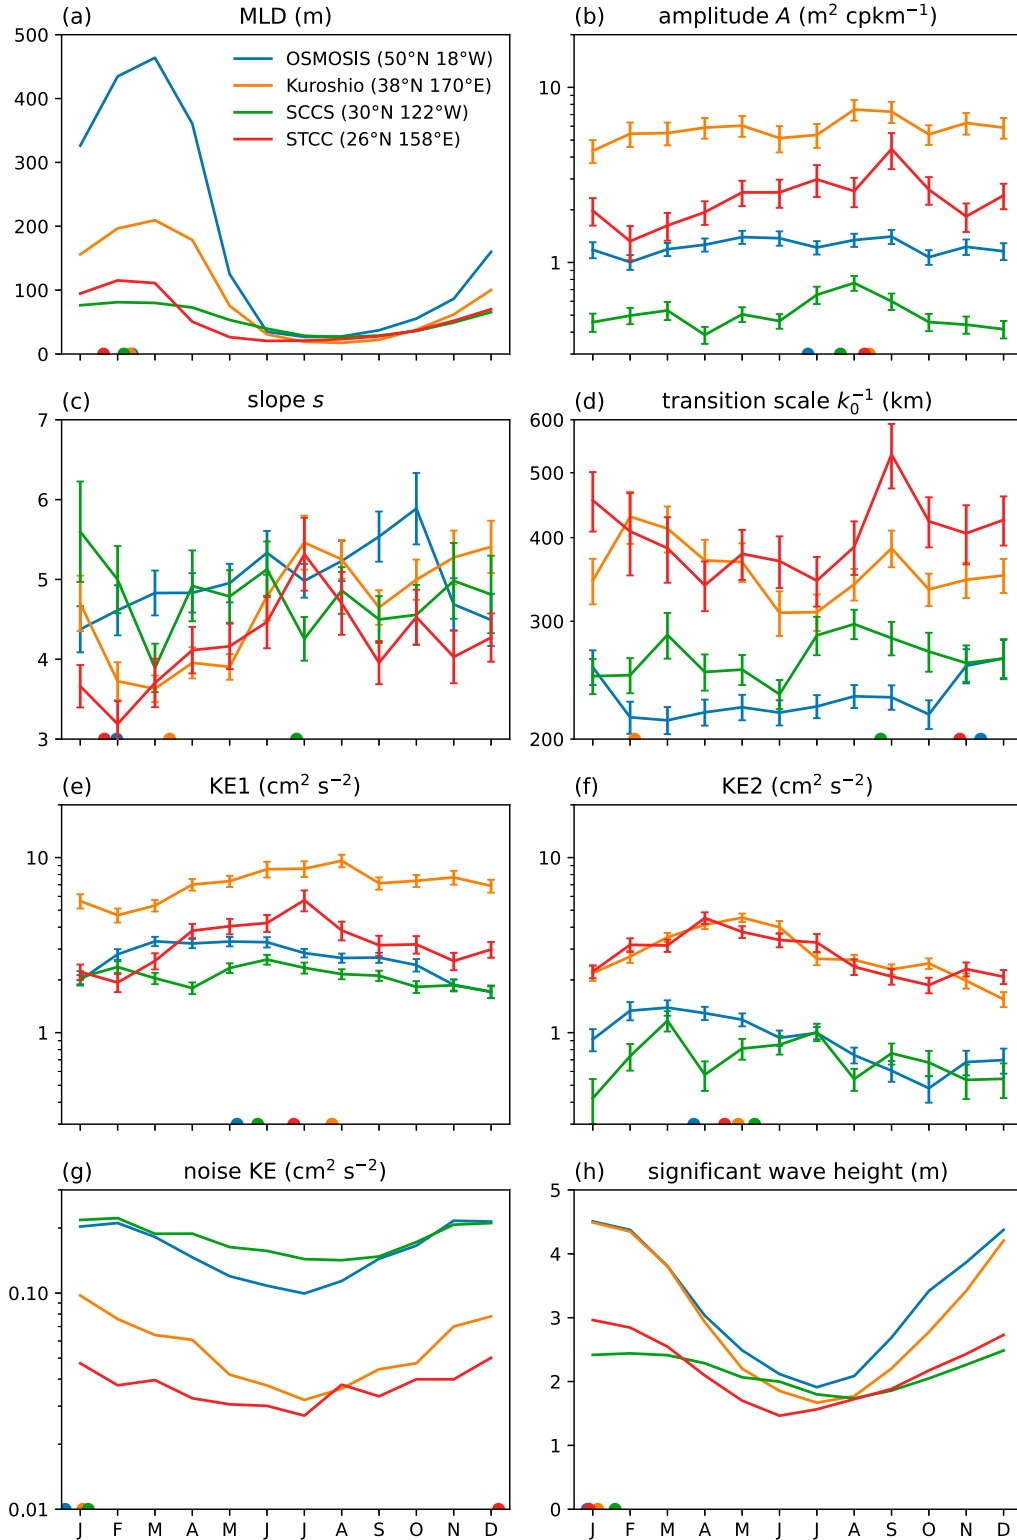 (a) MLD (m)
500
400
300
200
100
0
OSMOSIS (50°N 18°W)
Kuroshio (38°N 170°E)
SCCS (30°N 122°W)
STCC (26°N 158°E)
(b) amplitude A (m² cpkm⁻¹)
10
1
(c) slope s
7
6
5
4
3
(d) transition scale k₀⁻¹ (km)
600
500
400
300
200
(e) KE1 (cm² s⁻²)
10
1
(f) KE2 (cm² s⁻²)
10
1
(g) noise KE (cm² s⁻²)
0.10
0.01
J F M A M J J A S O N D
(h) significant wave height (m)
5
4
3
2
1
0
J F M A M J J A S O N D